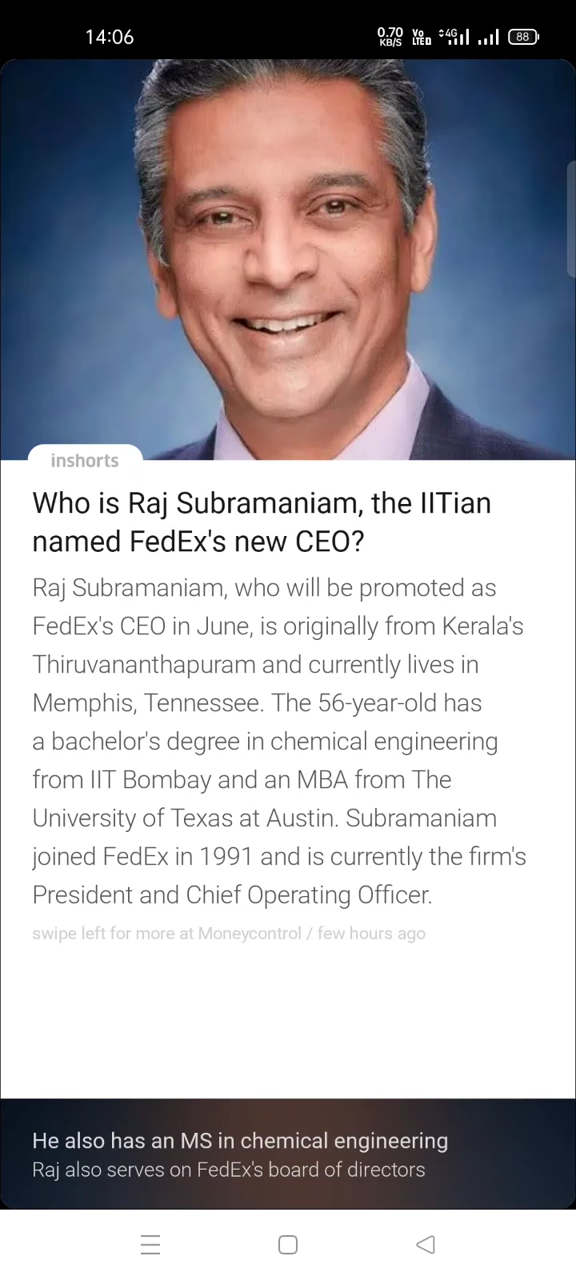 14:06
0.70 KB/S Vo LTE D 4G 88
inshorts
Who is Raj Subramaniam, the IITian
named FedEx's new CEO?
Raj Subramaniam, who will be promoted as
FedEx's CEO in June, is originally from Kerala's
Thiruvananthapuram and currently lives in
Memphis, Tennessee. The 56-year-old has
a bachelor's degree in chemical engineering
from IIT Bombay and an MBA from The
University of Texas at Austin. Subramaniam
joined FedEx in 1991 and is currently the firm's
President and Chief Operating Officer.
swipe left for more at Moneycontrol / few hours ago
He also has an MS in chemical engineering
Raj also serves on FedEx's board of directors